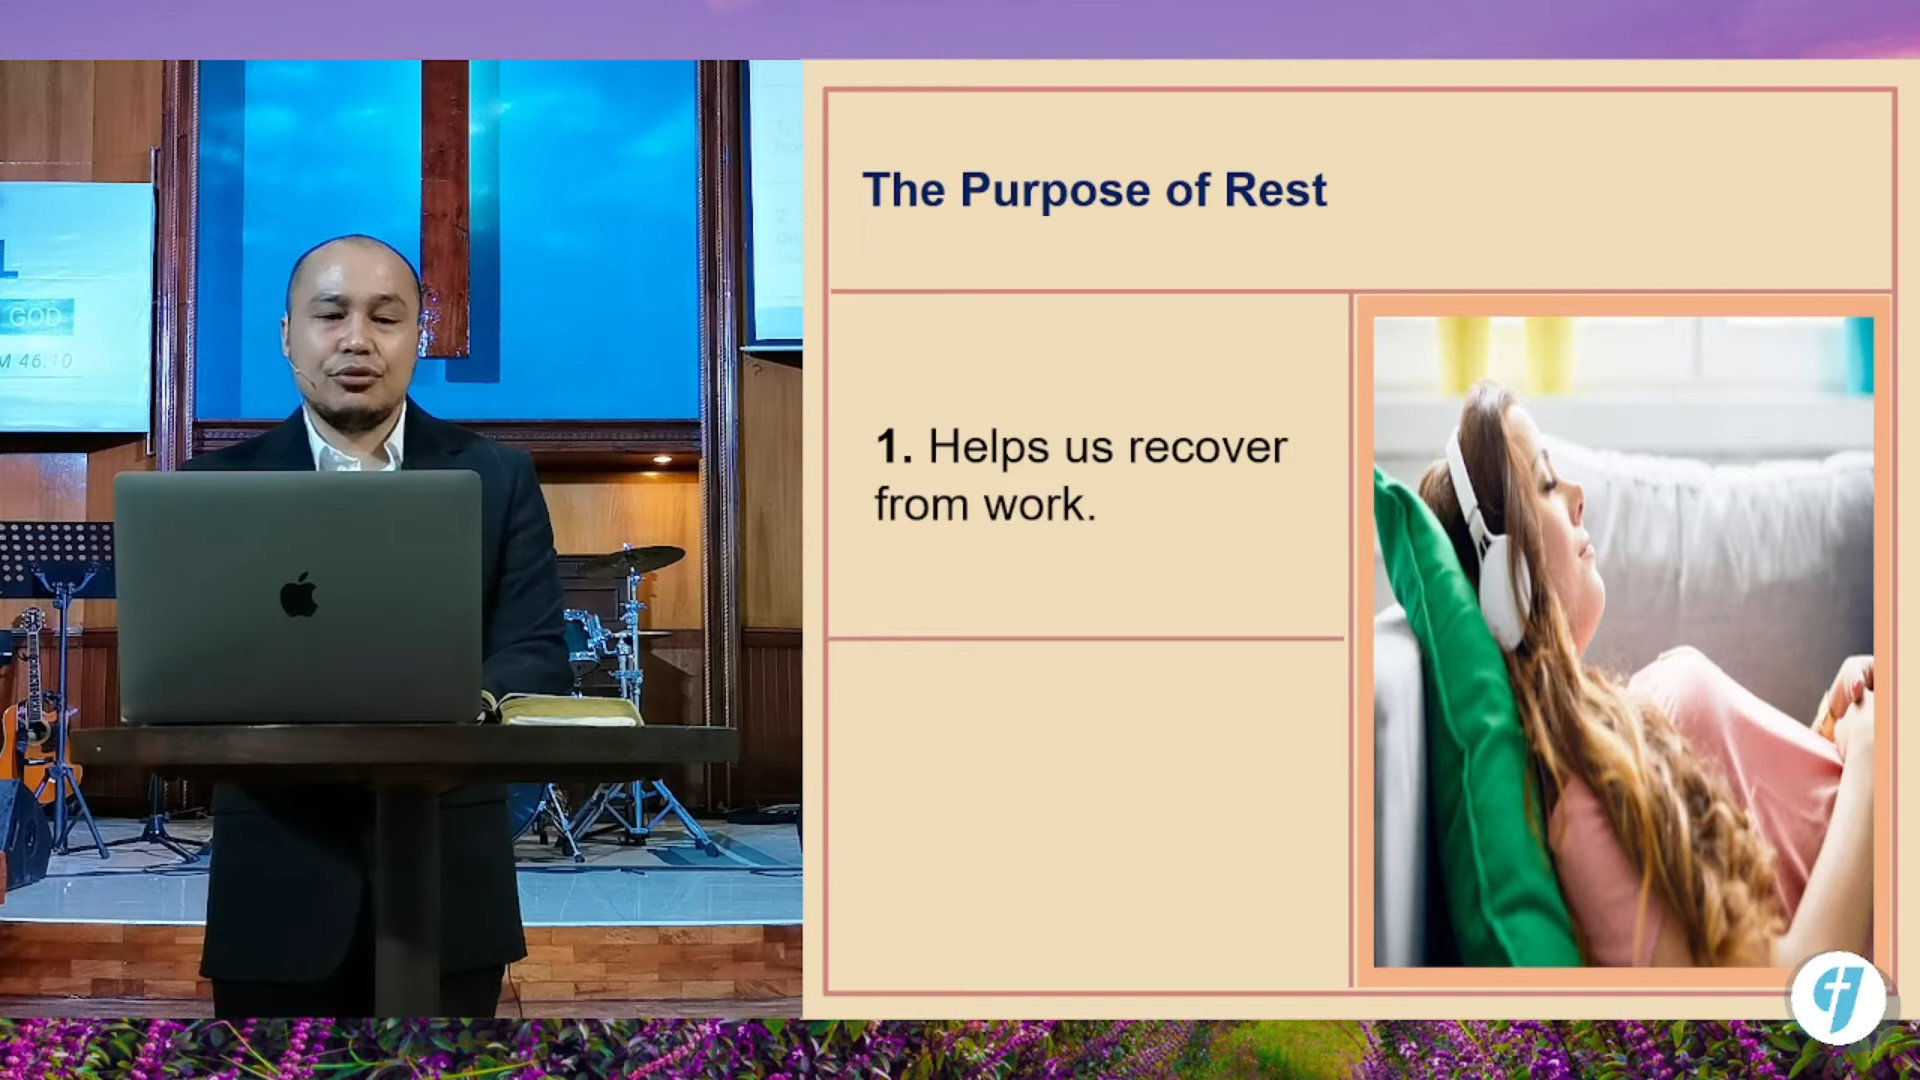 L
GOD
M 46:10
The Purpose of Rest
1. Helps us recover
from work.